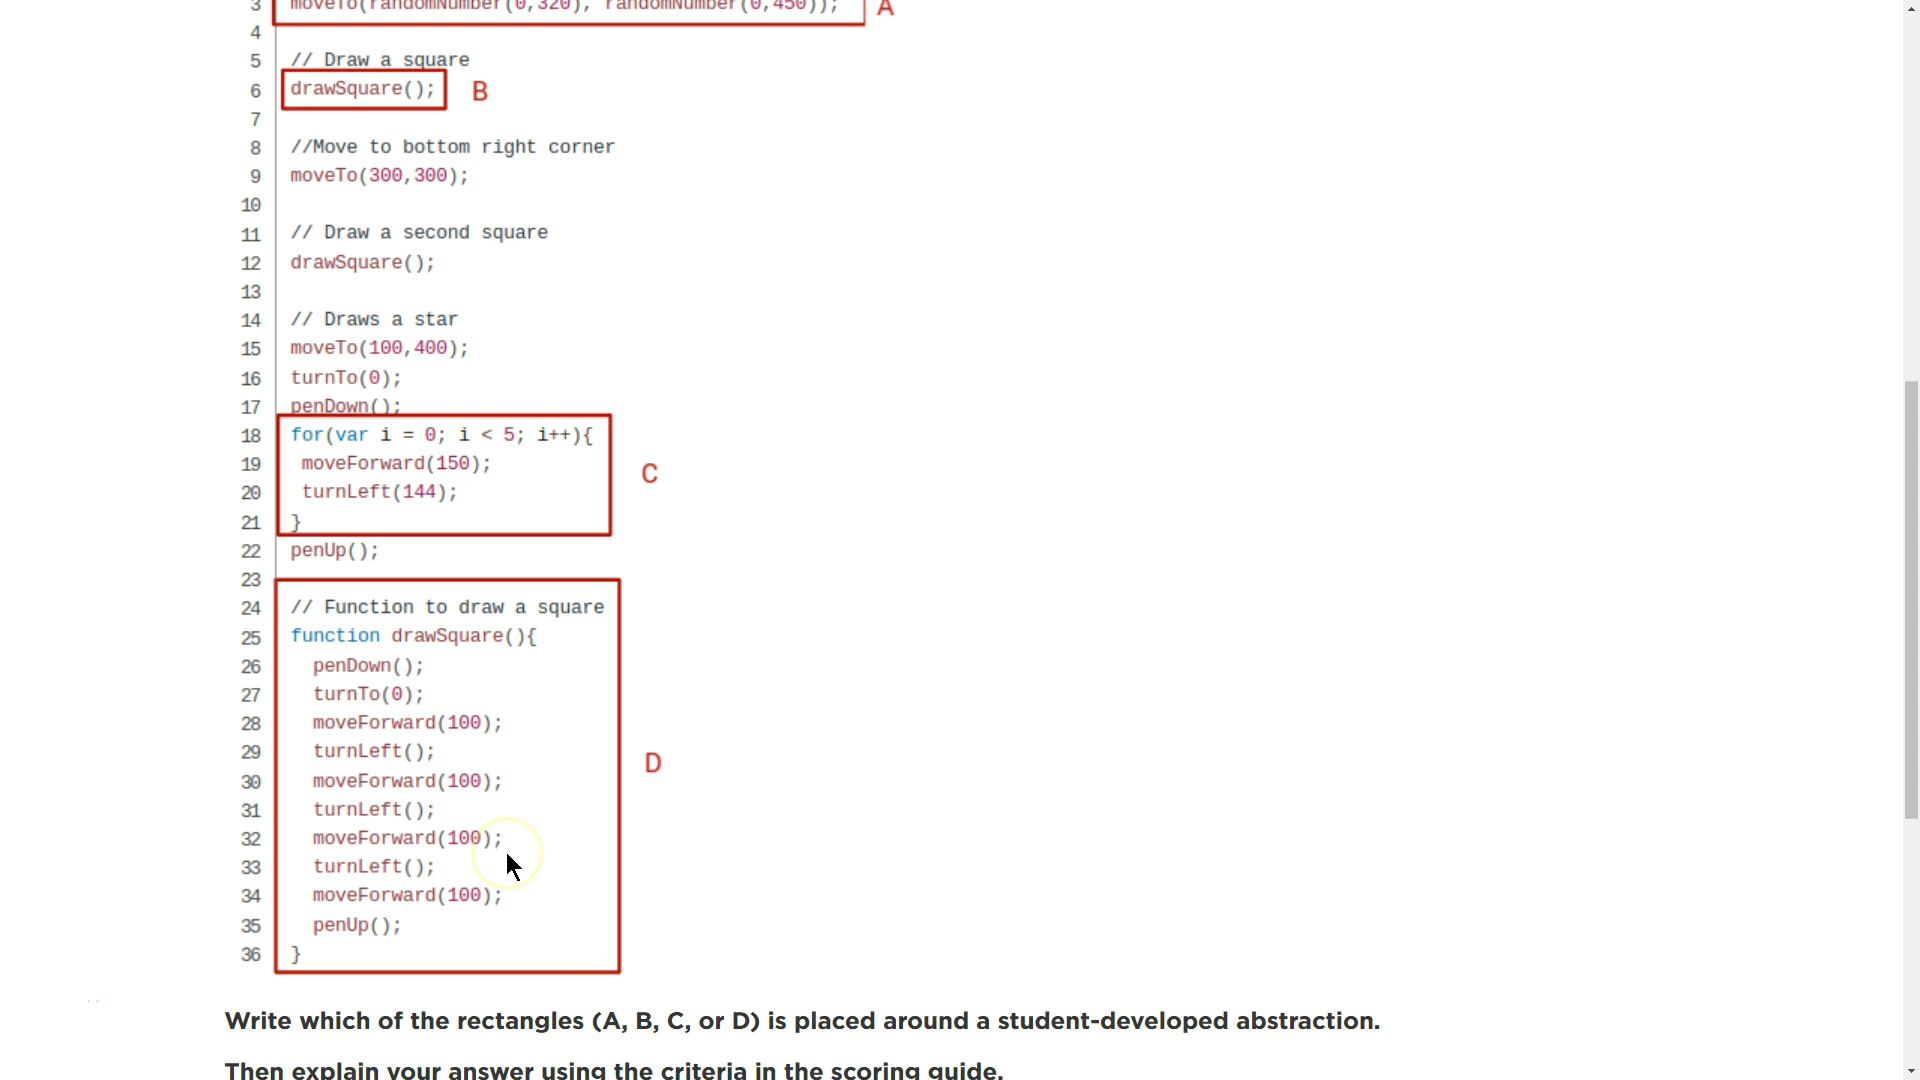 3 moveTo(randomNumber(0,320), randomNumber(0,450)); A
4
5 // Draw a square
6 drawSquare(); B
7
8 //Move to bottom right corner
9 moveTo(300,300);
10
11 // Draw a second square
12 drawSquare();
13
14 // Draws a star
15 moveTo(100,400);
16 turnTo(0);
17 penDown();
18 for(var i = 0; i < 5; i++){
19 moveForward(150);
C
20 turnLeft(144);
21 }
22 penUp();
23
24 // Function to draw a square
25 function drawSquare(){
26 penDown();
27 turnTo(0);
28 moveForward(100);
29 turnLeft();
D
30 moveForward(100);
31 turnLeft();
32 moveForward(100);
33 turnLeft();
34 moveForward(100);
35 penUp();
36 }
Write which of the rectangles (A, B, C, or D) is placed around a student-developed abstraction.
Then explain your answer using the criteria in the scoring guide.